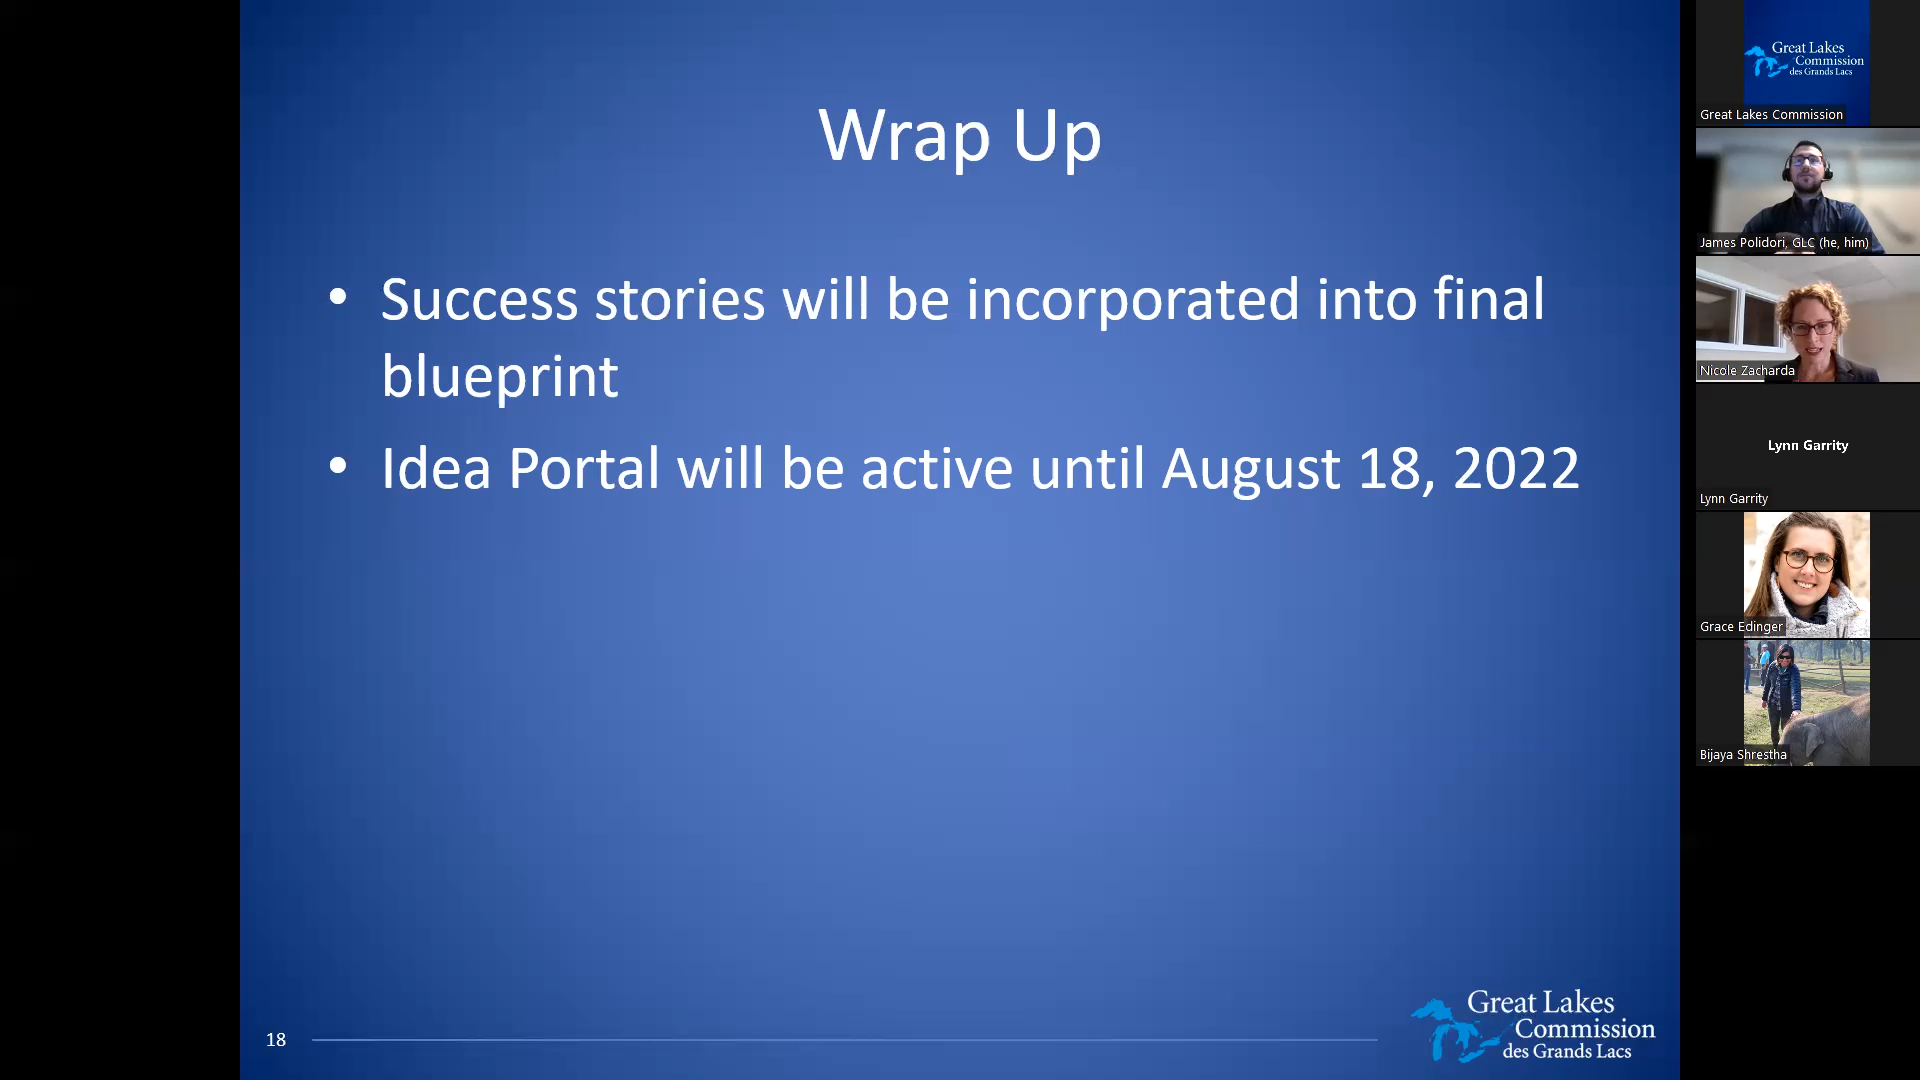 Wrap Up
• Success stories will be incorporated into final
blueprint
• Idea Portal will be active until August 18, 2022
18
Great Lakes
Commission
des Grands Lacs
Great Lakes
Commission
des Grands Lacs
Great Lakes Commission
James Polidori, GLC (he, him)
Nicole Zacharda
Lynn Garrity
Lynn Garrity
Grace Edinger
Bijaya Shrestha